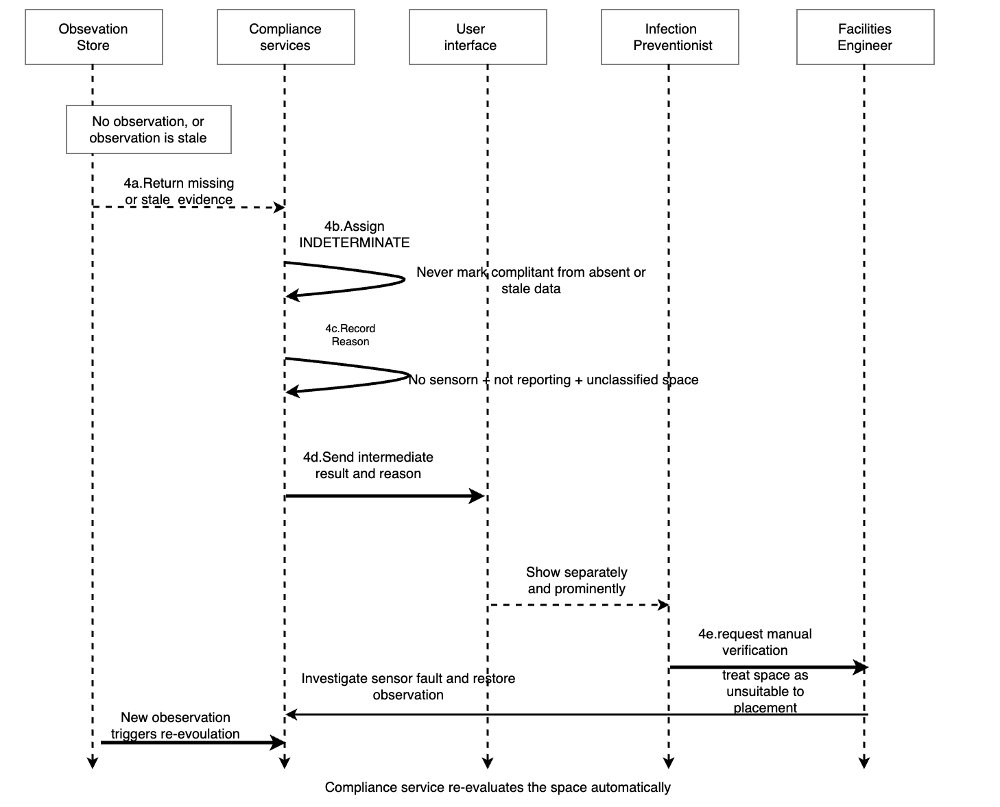 Obsevation
Store
Compliance
services
User
interface
Infection
Preventionist
Facilities
Engineer
No observation, or
observation is stale
4a.Return missing
or stale  evidence
4b.Assign
INDETERMINATE
Never mark complitant from absent or
stale data
4c.Record
Reason
No sensorn + not reporting + unclassified space
4d.Send intermediate
result and reason
Show separately
and prominently
4e.request manual
verification
treat space as
unsuitable to
placement
Investigate sensor fault and restore
observation
New obeservation
triggers re-evoulation
Compliance service re-evaluates the space automatically